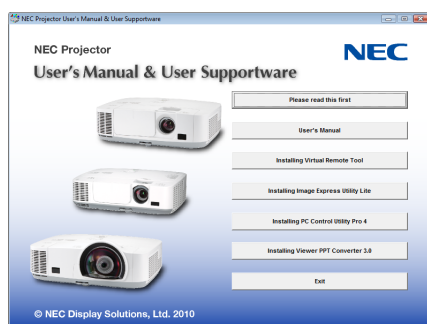 NEC Projector User's Manual & User Supportware
NEC Projector
NEC
User's Manual & User Supportware
Please read this first
User's Manual
Installing Virtual Remote Tool
Installing Image Express Utility Lite
Installing PC Control Utility Pro 4
Installing Viewer PPT Converter 3.0
Exit
© NEC Display Solutions, Ltd. 2010